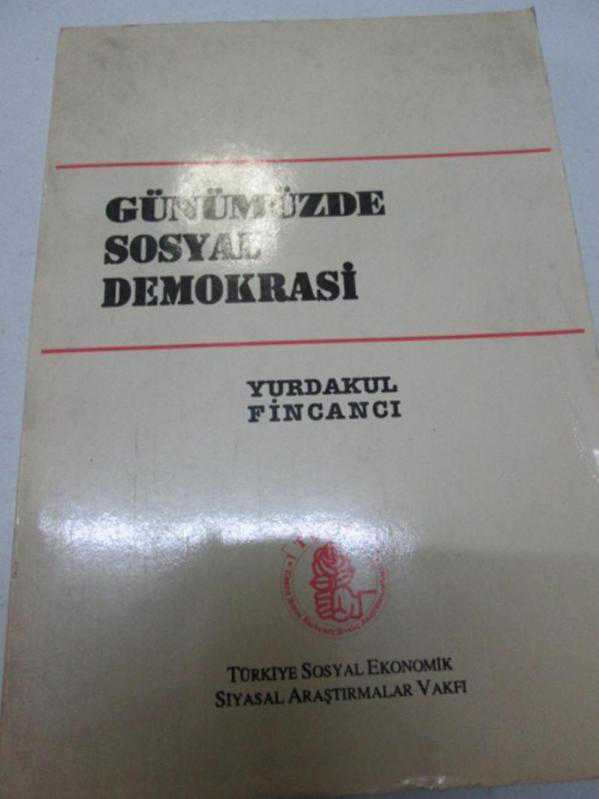 GÜNÜMÜZDE
SOSYAL
DEMOKRASİ
YURDAKUL
FİNCANCI
TÜRKİYE SOSYAL EKONOMİK
SİYASAL ARAŞTIRMALAR VAKFI